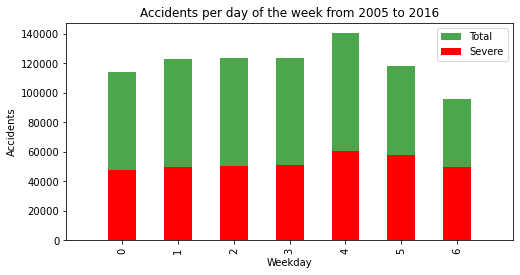 Accidents per day of the week from 2005 to 2016
Total
Severe
Accidents
140000
120000
100000
80000
60000
40000
20000
0
0 1 2 3 4 5 6
Weekday